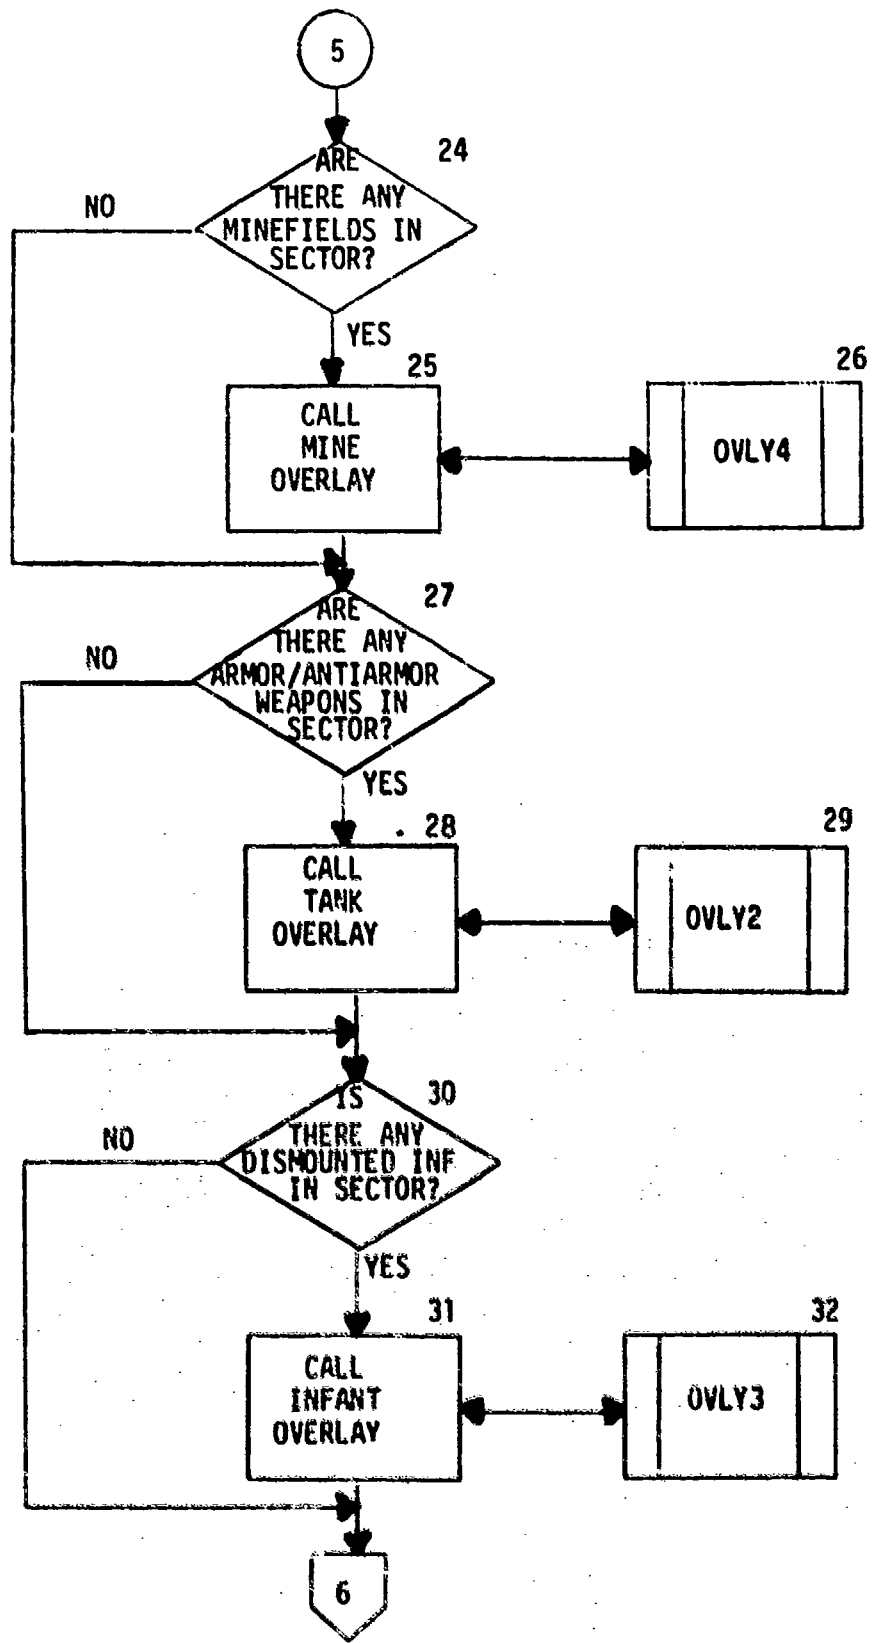 5
24
ARE
THERE ANY
MINEFIELDS IN
SECTOR?
NO
YES
25
CALL
MINE
OVERLAY
26
OVLY4
27
ARE
THERE ANY
ARMOR/ANTIARMOR
WEAPONS IN
SECTOR?
NO
YES
28
CALL
TANK
OVERLAY
29
OVLY2
30
IS
THERE ANY
DISMOUNTED INF
IN SECTOR?
NO
YES
31
CALL
INFANT
OVERLAY
32
OVLY3
6